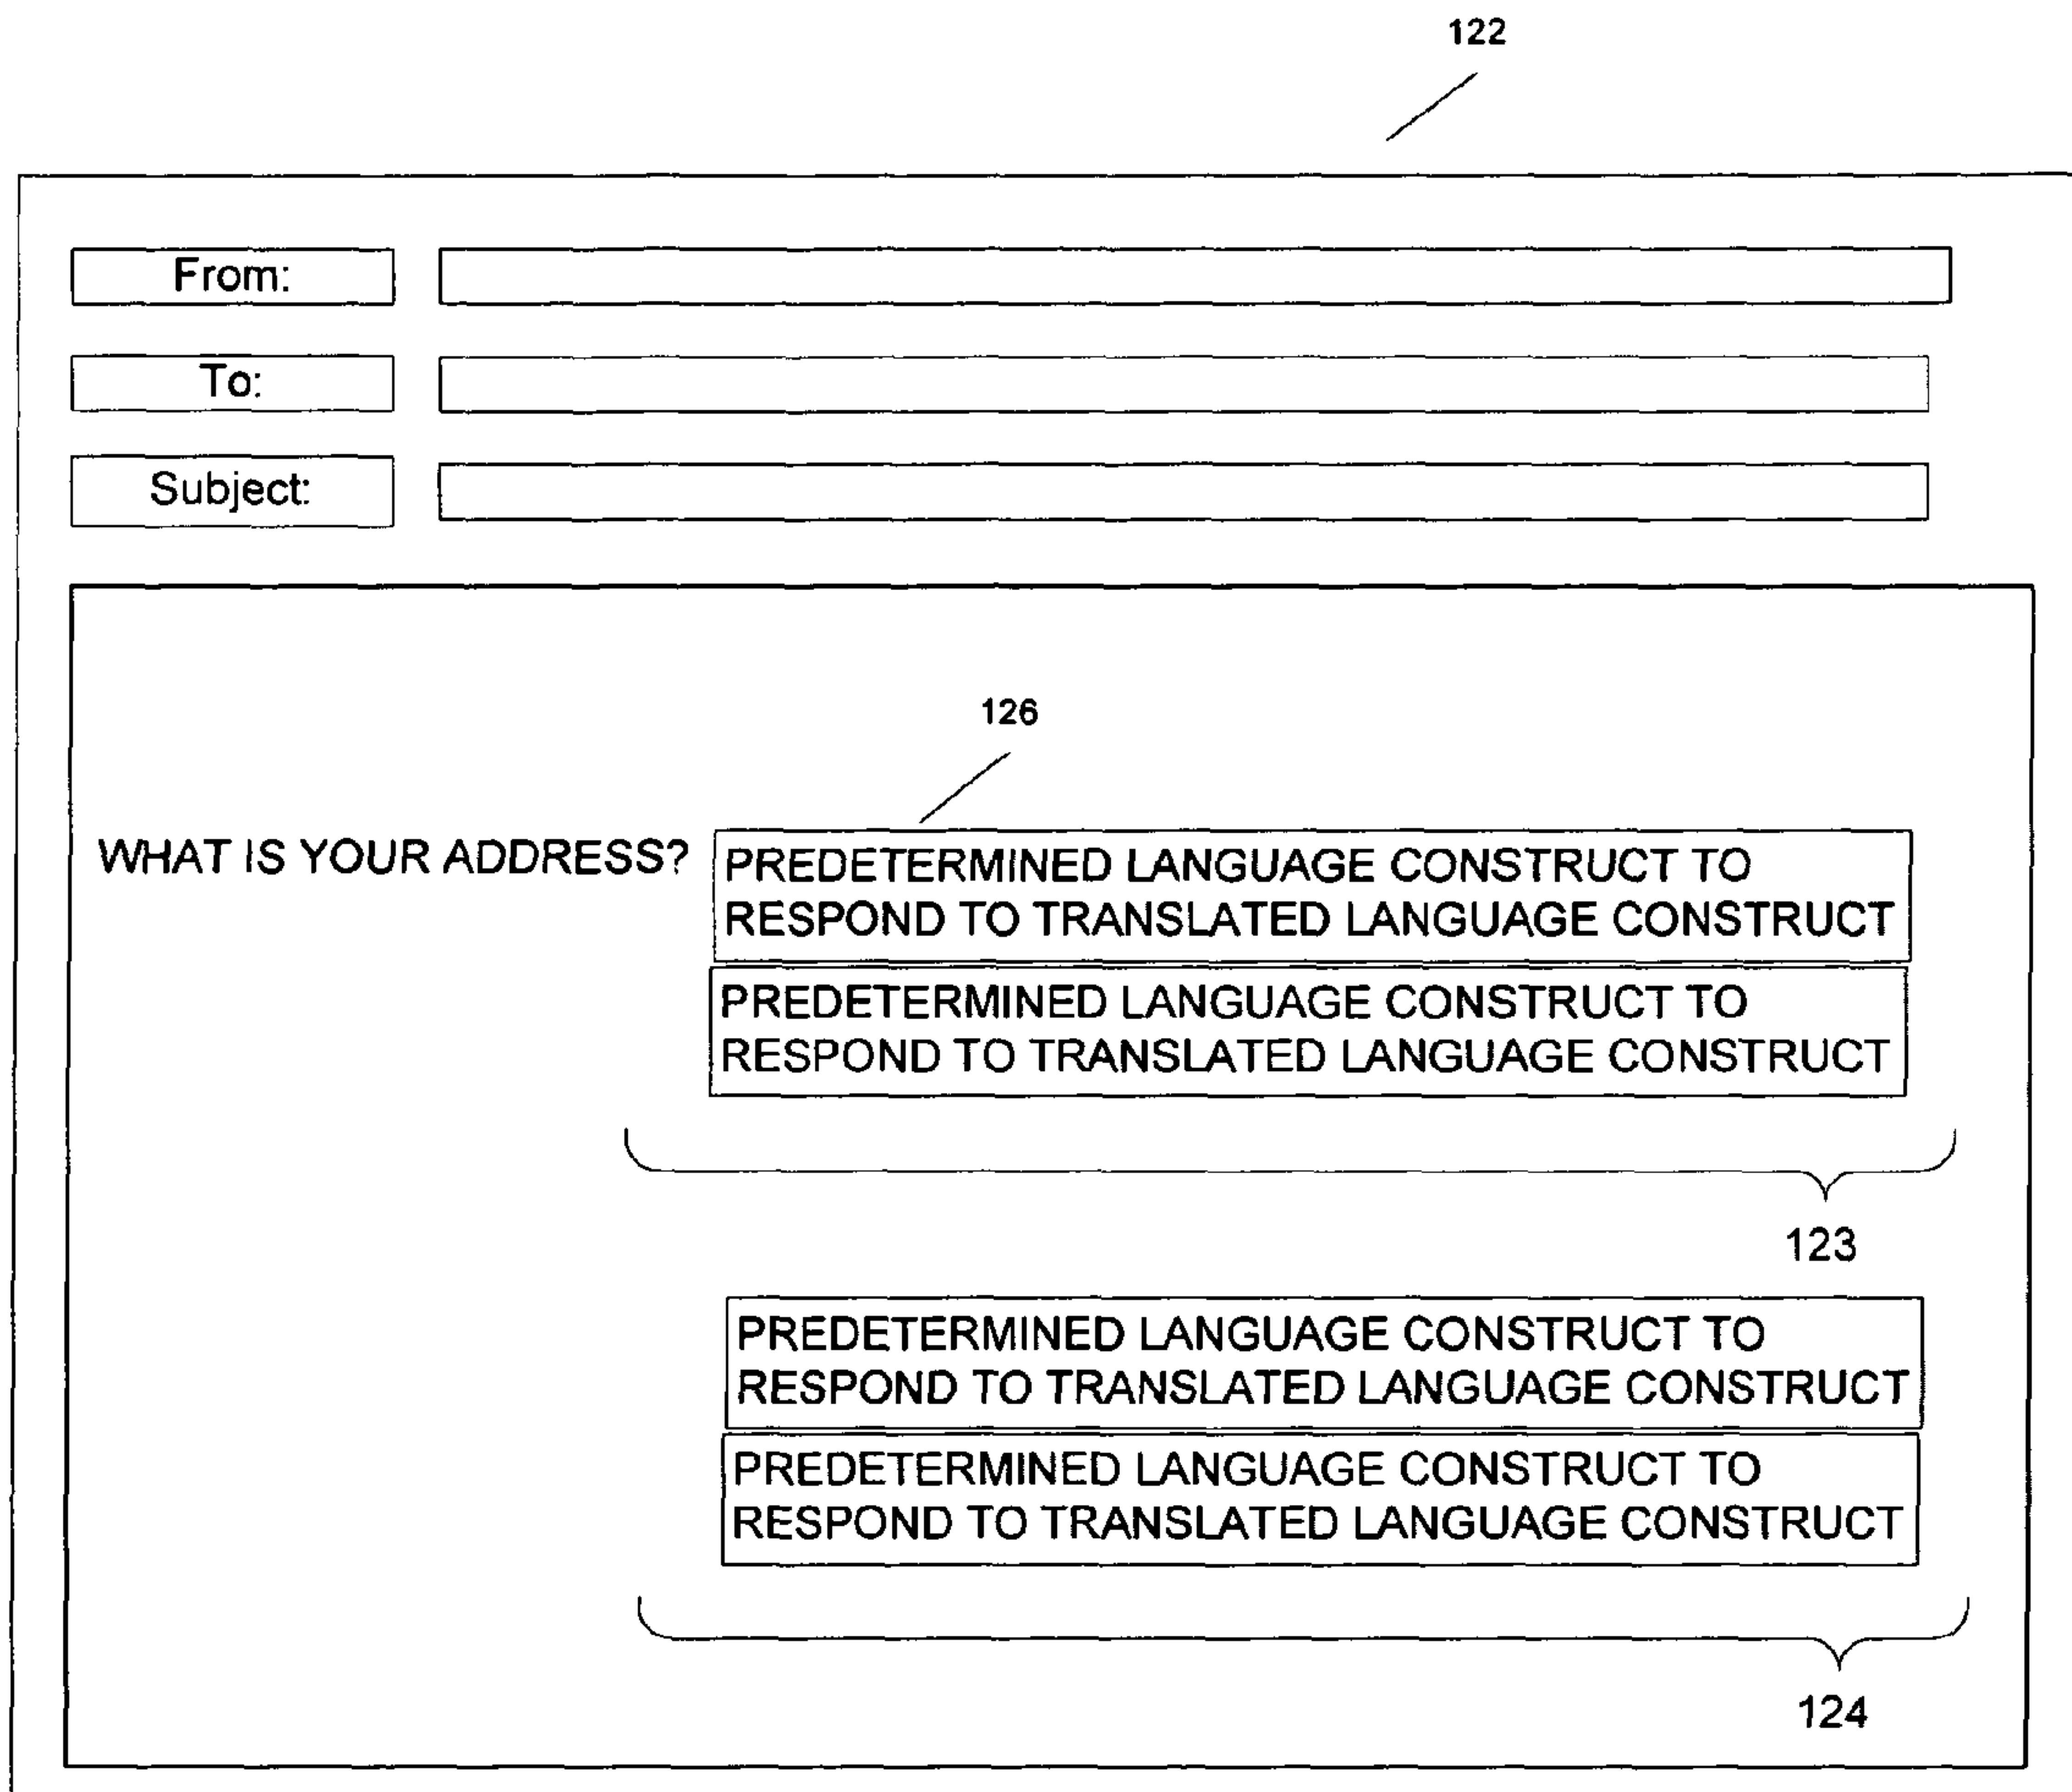 122
From:
To:
Subject:
126
WHAT IS YOUR ADDRESS? PREDETERMINED LANGUAGE CONSTRUCT TO
RESPOND TO TRANSLATED LANGUAGE CONSTRUCT
PREDETERMINED LANGUAGE CONSTRUCT TO
RESPOND TO TRANSLATED LANGUAGE CONSTRUCT
123
PREDETERMINED LANGUAGE CONSTRUCT TO
RESPOND TO TRANSLATED LANGUAGE CONSTRUCT
PREDETERMINED LANGUAGE CONSTRUCT TO
RESPOND TO TRANSLATED LANGUAGE CONSTRUCT
124